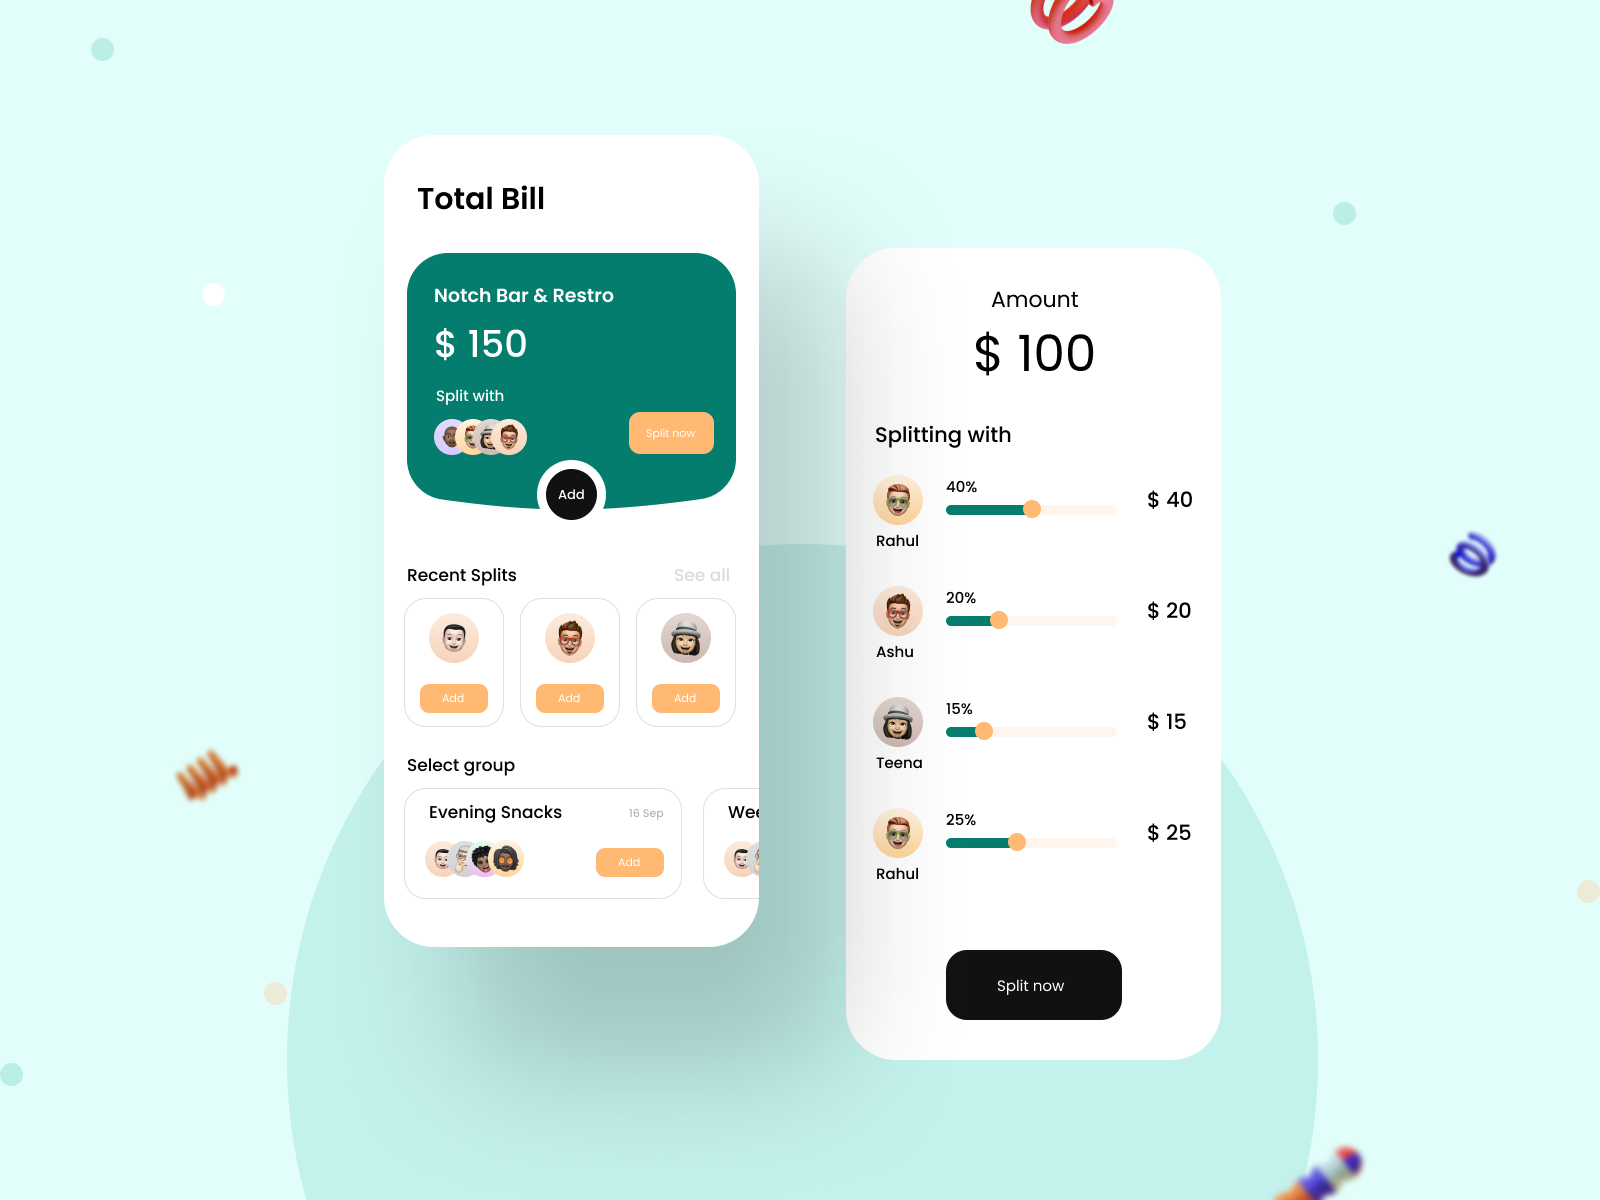 Total Bill
Notch Bar & Restro
$ 150
Split with
Split now
Add
Recent Splits
See all
Add
Add
Add
Select group
Evening Snacks
16 Sep
Add
Wee
Amount
$ 100
Splitting with
40%
$ 40
Rahul
20%
$ 20
Ashu
15%
$ 15
Teena
25%
$ 25
Rahul
Split now